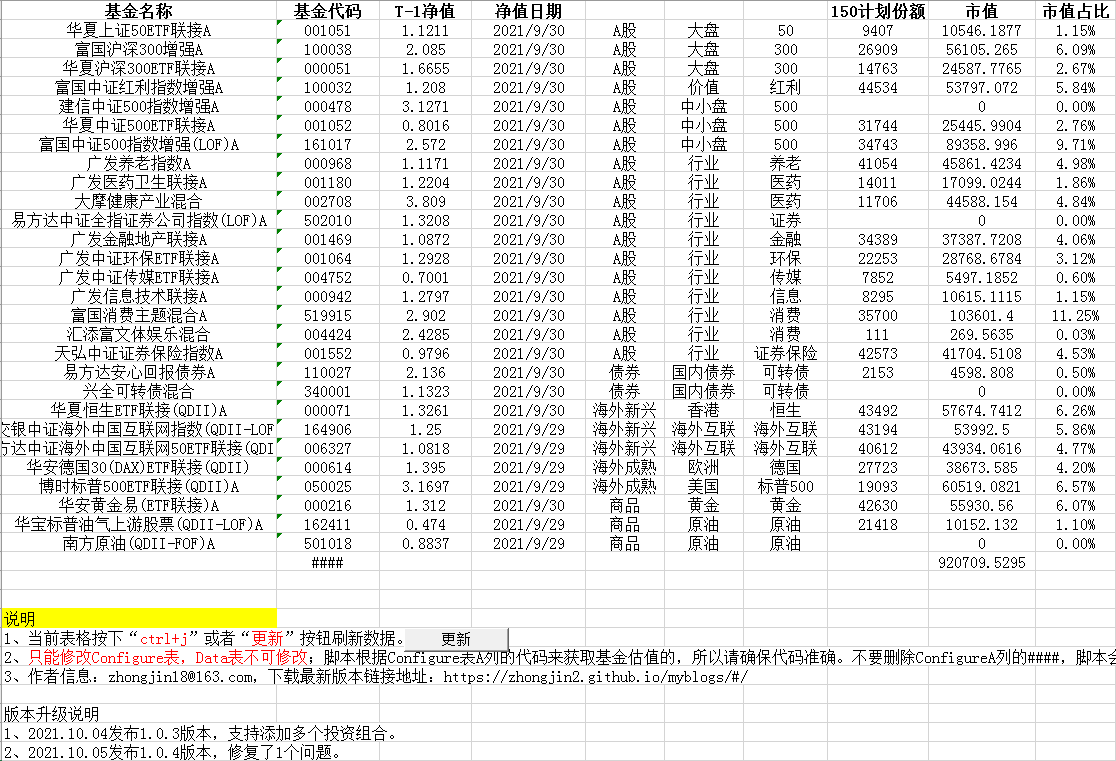 基金名称 基金代码 T-1净值 净值日期 150计划份额 市值 市值占比
华夏上证50ETF联接A 001051 1.1211 2021/9/30 A股 大盘 50 9407 10546.1877 1.15%
富国沪深300增强A 100038 2.085 2021/9/30 A股 大盘 300 26909 56105.265 6.09%
华夏沪深300ETF联接A 000051 1.6655 2021/9/30 A股 大盘 300 14763 24587.7765 2.67%
富国中证红利指数增强A 100032 1.208 2021/9/30 A股 价值 红利 44534 53797.072 5.84%
建信中证500指数增强A 000478 3.1271 2021/9/30 A股 中小盘 500 0 0.00%
华夏中证500ETF联接A 001052 0.8016 2021/9/30 A股 中小盘 500 31744 25445.9904 2.76%
富国中证500指数增强(LOF)A 161017 2.572 2021/9/30 A股 中小盘 500 34743 89358.996 9.71%
广发养老指数A 000968 1.1171 2021/9/30 A股 行业 养老 41054 45861.4234 4.98%
广发医药卫生联接A 001180 1.2204 2021/9/30 A股 行业 医药 14011 17099.0244 1.86%
大摩健康产业混合 002708 3.809 2021/9/30 A股 行业 医药 11706 44588.154 4.84%
易方达中证全指证券公司指数(LOF)A 502010 1.3208 2021/9/30 A股 行业 证券 0 0.00%
广发金融地产联接A 001469 1.0872 2021/9/30 A股 行业 金融 34389 37387.7208 4.06%
广发中证环保ETF联接A 001064 1.2928 2021/9/30 A股 行业 环保 22253 28768.6784 3.12%
广发中证传媒ETF联接A 004752 0.7001 2021/9/30 A股 行业 传媒 7852 5497.1852 0.60%
广发信息技术联接A 000942 1.2797 2021/9/30 A股 行业 信息 8295 10615.1115 1.15%
富国消费主题混合A 519915 2.902 2021/9/30 A股 行业 消费 35700 103601.4 11.25%
汇添富文体娱乐混合 004424 2.4285 2021/9/30 A股 行业 消费 111 269.5635 0.03%
天弘中证证券保险指数A 001552 0.9796 2021/9/30 A股 行业 证券保险 42573 41704.5108 4.53%
易方达安心回报债券A 110027 2.136 2021/9/30 债券 国内债券 可转债 2153 4598.808 0.50%
兴全可转债混合 340001 1.1323 2021/9/30 债券 国内债券 可转债 0 0.00%
华夏恒生ETF联接(QDII)A 000071 1.3261 2021/9/30 海外新兴 香港 恒生 43492 57674.7412 6.26%
交银中证海外中国互联网指数(QDII-LOF 164906 1.25 2021/9/29 海外新兴 海外互联 海外互联 43194 53992.5 5.86%
方达中证海外中国互联网50ETF联接(QDI 006327 1.0818 2021/9/29 海外新兴 海外互联 海外互联 40612 43934.0616 4.77%
华安德国30(DAX)ETF联接(QDII) 000614 1.395 2021/9/29 海外成熟 欧洲 德国 27723 38673.585 4.20%
博时标普500ETF联接(QDII)A 050025 3.1697 2021/9/29 海外成熟 美国 标普500 19093 60519.0821 6.57%
华安黄金易(ETF联接)A 000216 1.312 2021/9/30 商品 黄金 黄金 42630 55930.56 6.07%
华宝标普油气上游股票(QDII-LOF)A 162411 0.474 2021/9/29 商品 原油 原油 21418 10152.132 1.10%
南方原油(QDII-FOF)A 501018 0.8837 2021/9/29 商品 原油 原油 0 0.00%
#### 920709.5295
说明
1、当前表格按下“ctrl+j”或者“更新”按钮刷新数据。 更新
2、只能修改Configure表，Data表不可修改；脚本根据Configure表A列的代码来获取基金估值的，所以请确保代码准确。不要删除ConfigureA列的####，脚本会
3、作者信息：zhongjin18@163.com，下载最新版本链接地址：https://zhongjin2.github.io/myblogs/#/
版本升级说明
1、2021.10.04发布1.0.3版本，支持添加多个投资组合。
2、2021.10.05发布1.0.4版本，修复了1个问题。